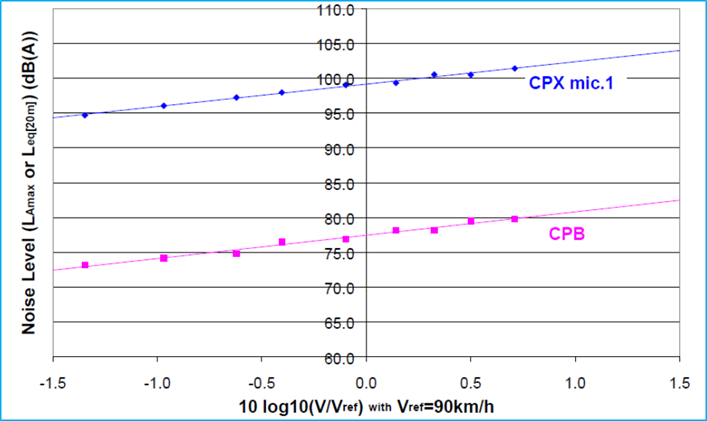 Noise Level (LAmax or Leq[20m]) (dB(A))
110.0
105.0
100.0
95.0
90.0
85.0
80.0
75.0
70.0
65.0
60.0
CPX mic.1
CPB
-1.5 -1.0 -0.5 0.0 0.5 1.0 1.5
10 log10(V/Vref) with Vref=90km/h